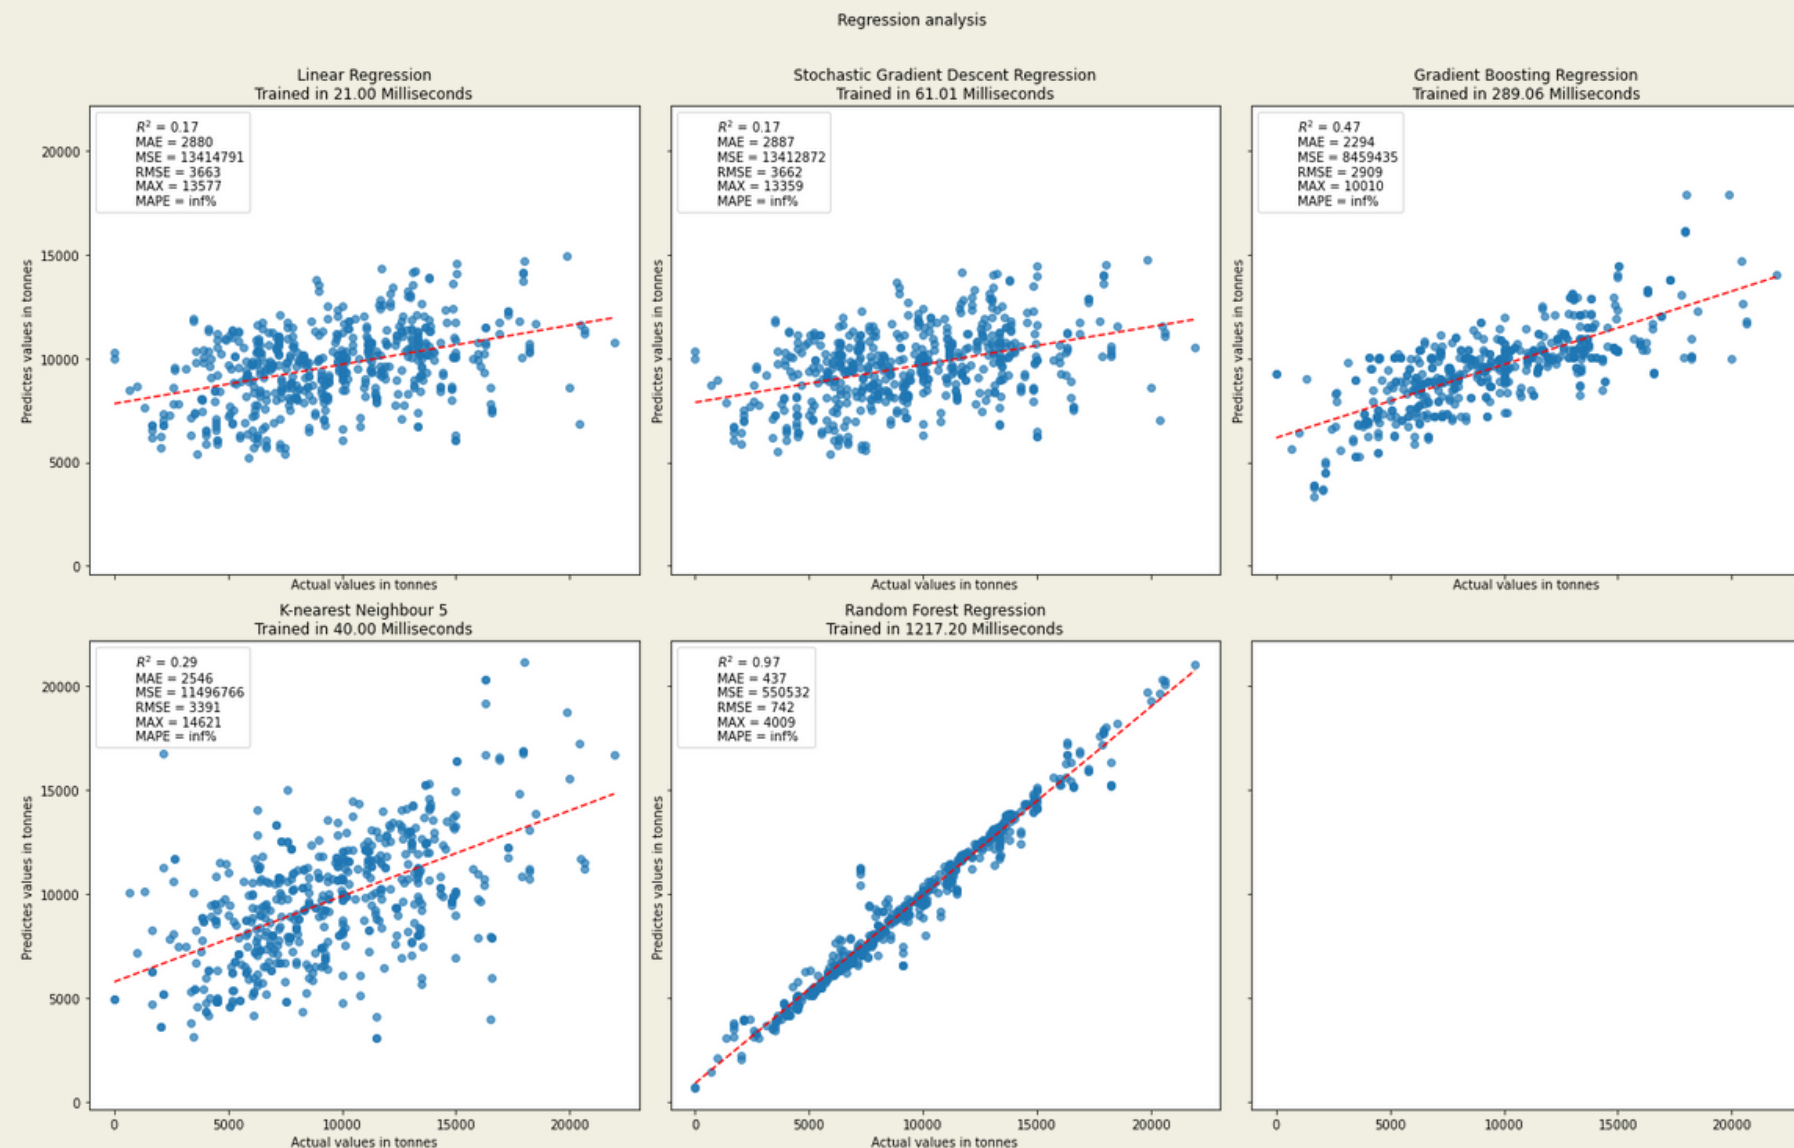 Regression analysis
Linear Regression
Trained in 21.00 Milliseconds
R² = 0.17
MAE = 2880
MSE = 13414791
RMSE = 3663
MAX = 13577
MAPE = inf%
20000
15000
10000
5000
0
Predictes values in tonnes
Actual values in tonnes
Stochastic Gradient Descent Regression
Trained in 61.01 Milliseconds
R² = 0.17
MAE = 2887
MSE = 13412872
RMSE = 3662
MAX = 13359
MAPE = inf%
Predictes values in tonnes
Actual values in tonnes
Gradient Boosting Regression
Trained in 289.06 Milliseconds
R² = 0.47
MAE = 2294
MSE = 8459435
RMSE = 2909
MAX = 10010
MAPE = inf%
Predictes values in tonnes
Actual values in tonnes
K-nearest Neighbour 5
Trained in 40.00 Milliseconds
R² = 0.29
MAE = 2546
MSE = 11496766
RMSE = 3391
MAX = 14621
MAPE = inf%
20000
15000
10000
5000
0
Predictes values in tonnes
0 5000 10000 15000 20000
Actual values in tonnes
Random Forest Regression
Trained in 1217.20 Milliseconds
R² = 0.97
MAE = 437
MSE = 550532
RMSE = 742
MAX = 4009
MAPE = inf%
Predictes values in tonnes
0 5000 10000 15000 20000
Actual values in tonnes
0 5000 10000 15000 20000